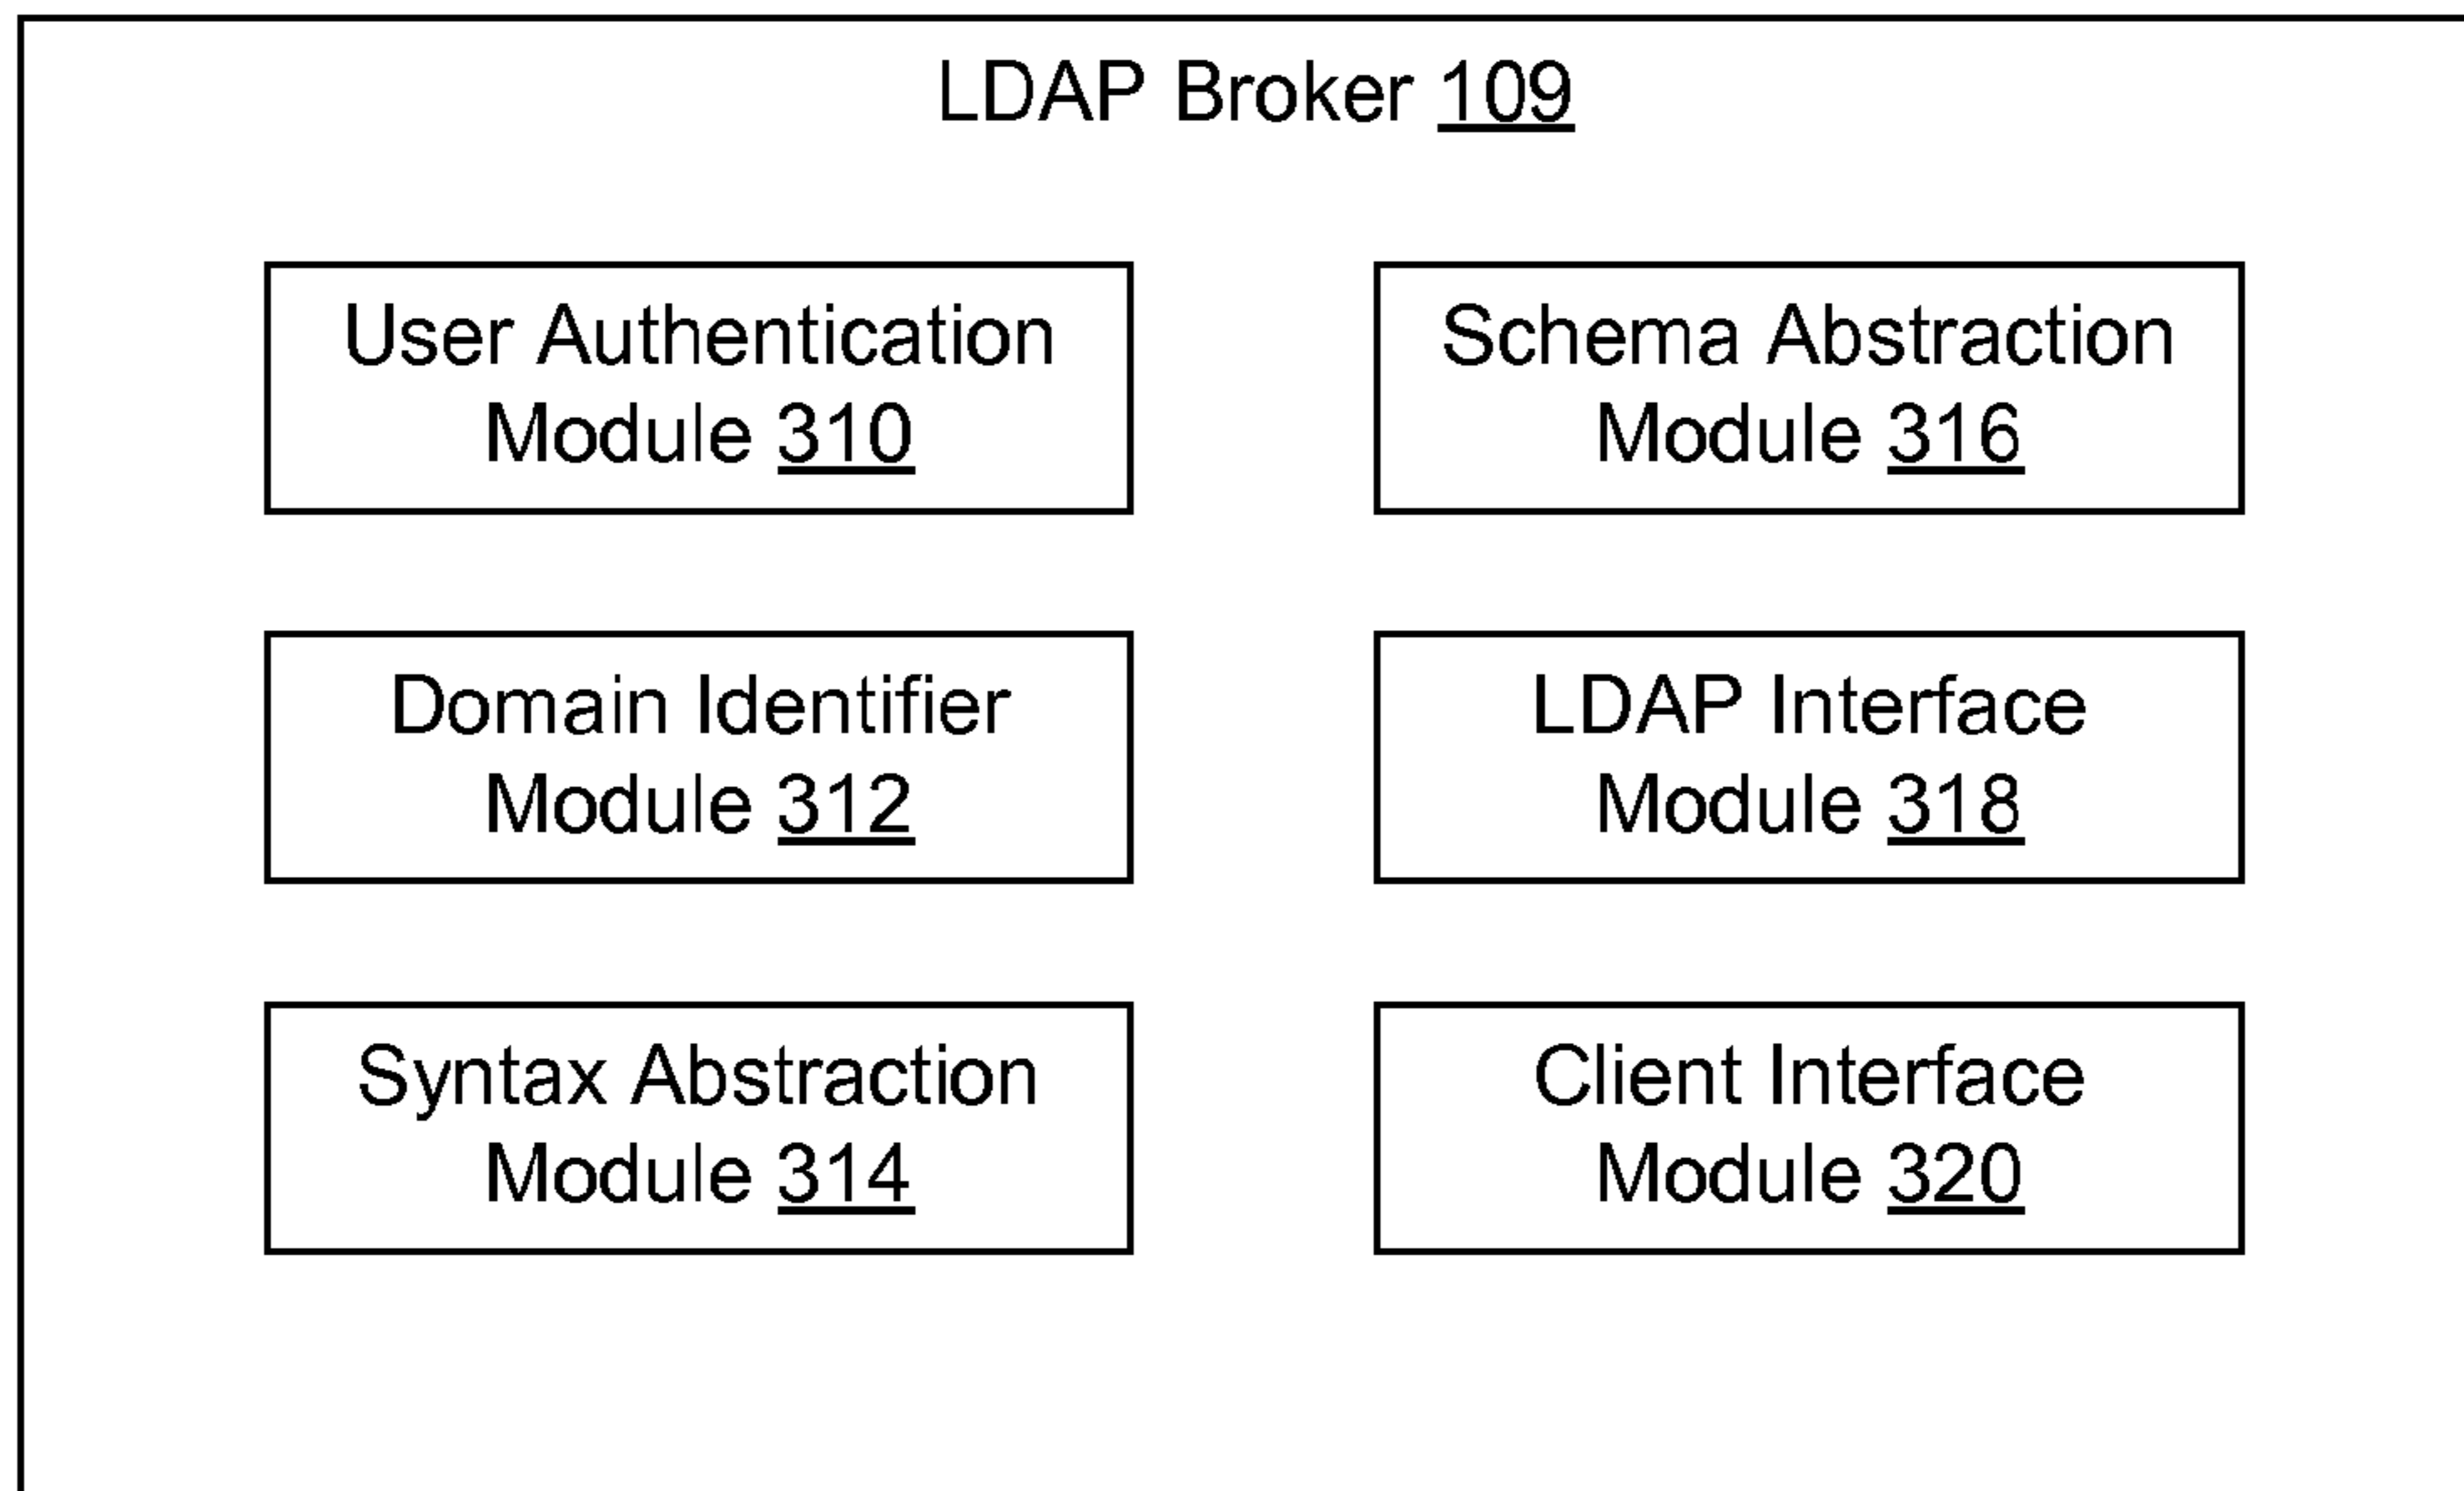 LDAP Broker 109
User Authentication
Module 310
Schema Abstraction
Module 316
Domain Identifier
Module 312
LDAP Interface
Module 318
Syntax Abstraction
Module 314
Client Interface
Module 320